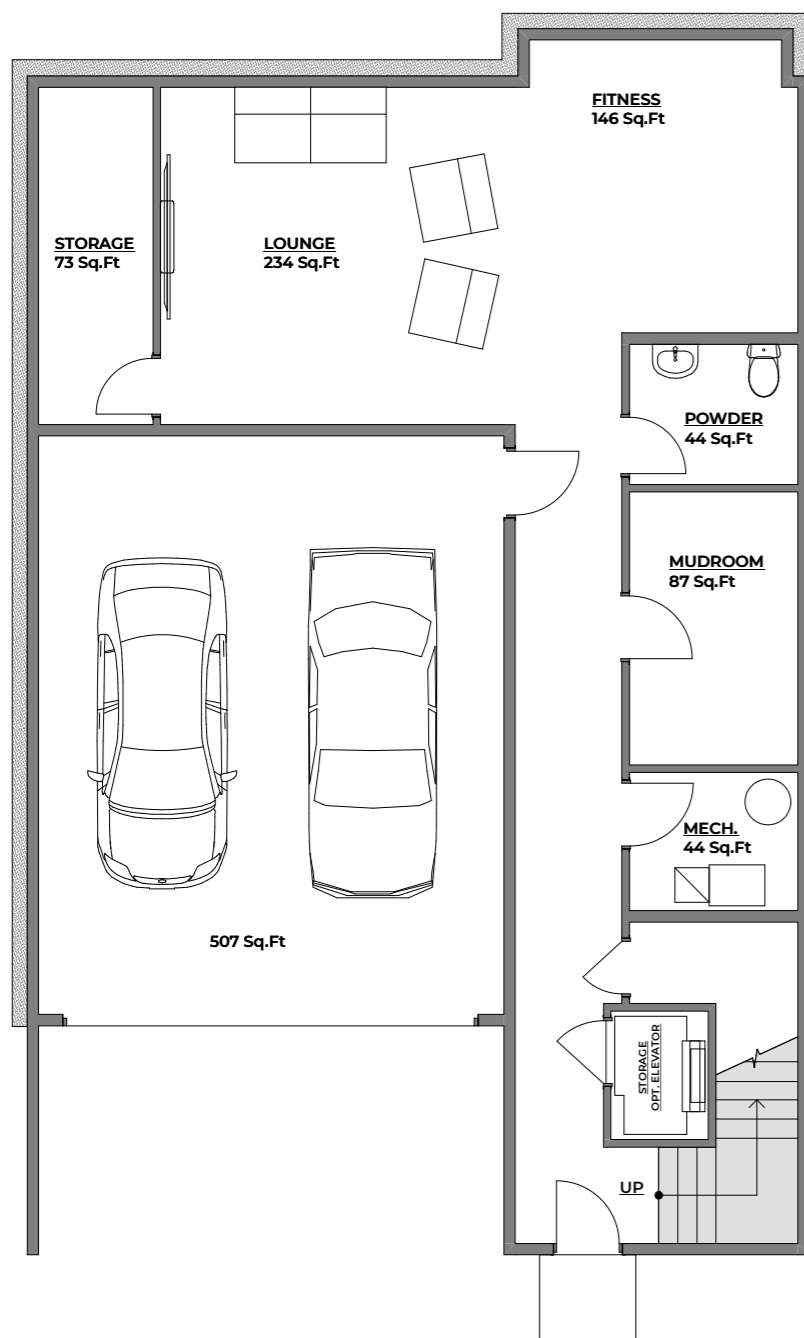 FITNESS
146 Sq.Ft
STORAGE
73 Sq.Ft
LOUNGE
234 Sq.Ft
POWDER
44 Sq.Ft
MUDROOM
87 Sq.Ft
MECH.
44 Sq.Ft
507 Sq.Ft
STORAGE
OPT. ELEVATOR
UP